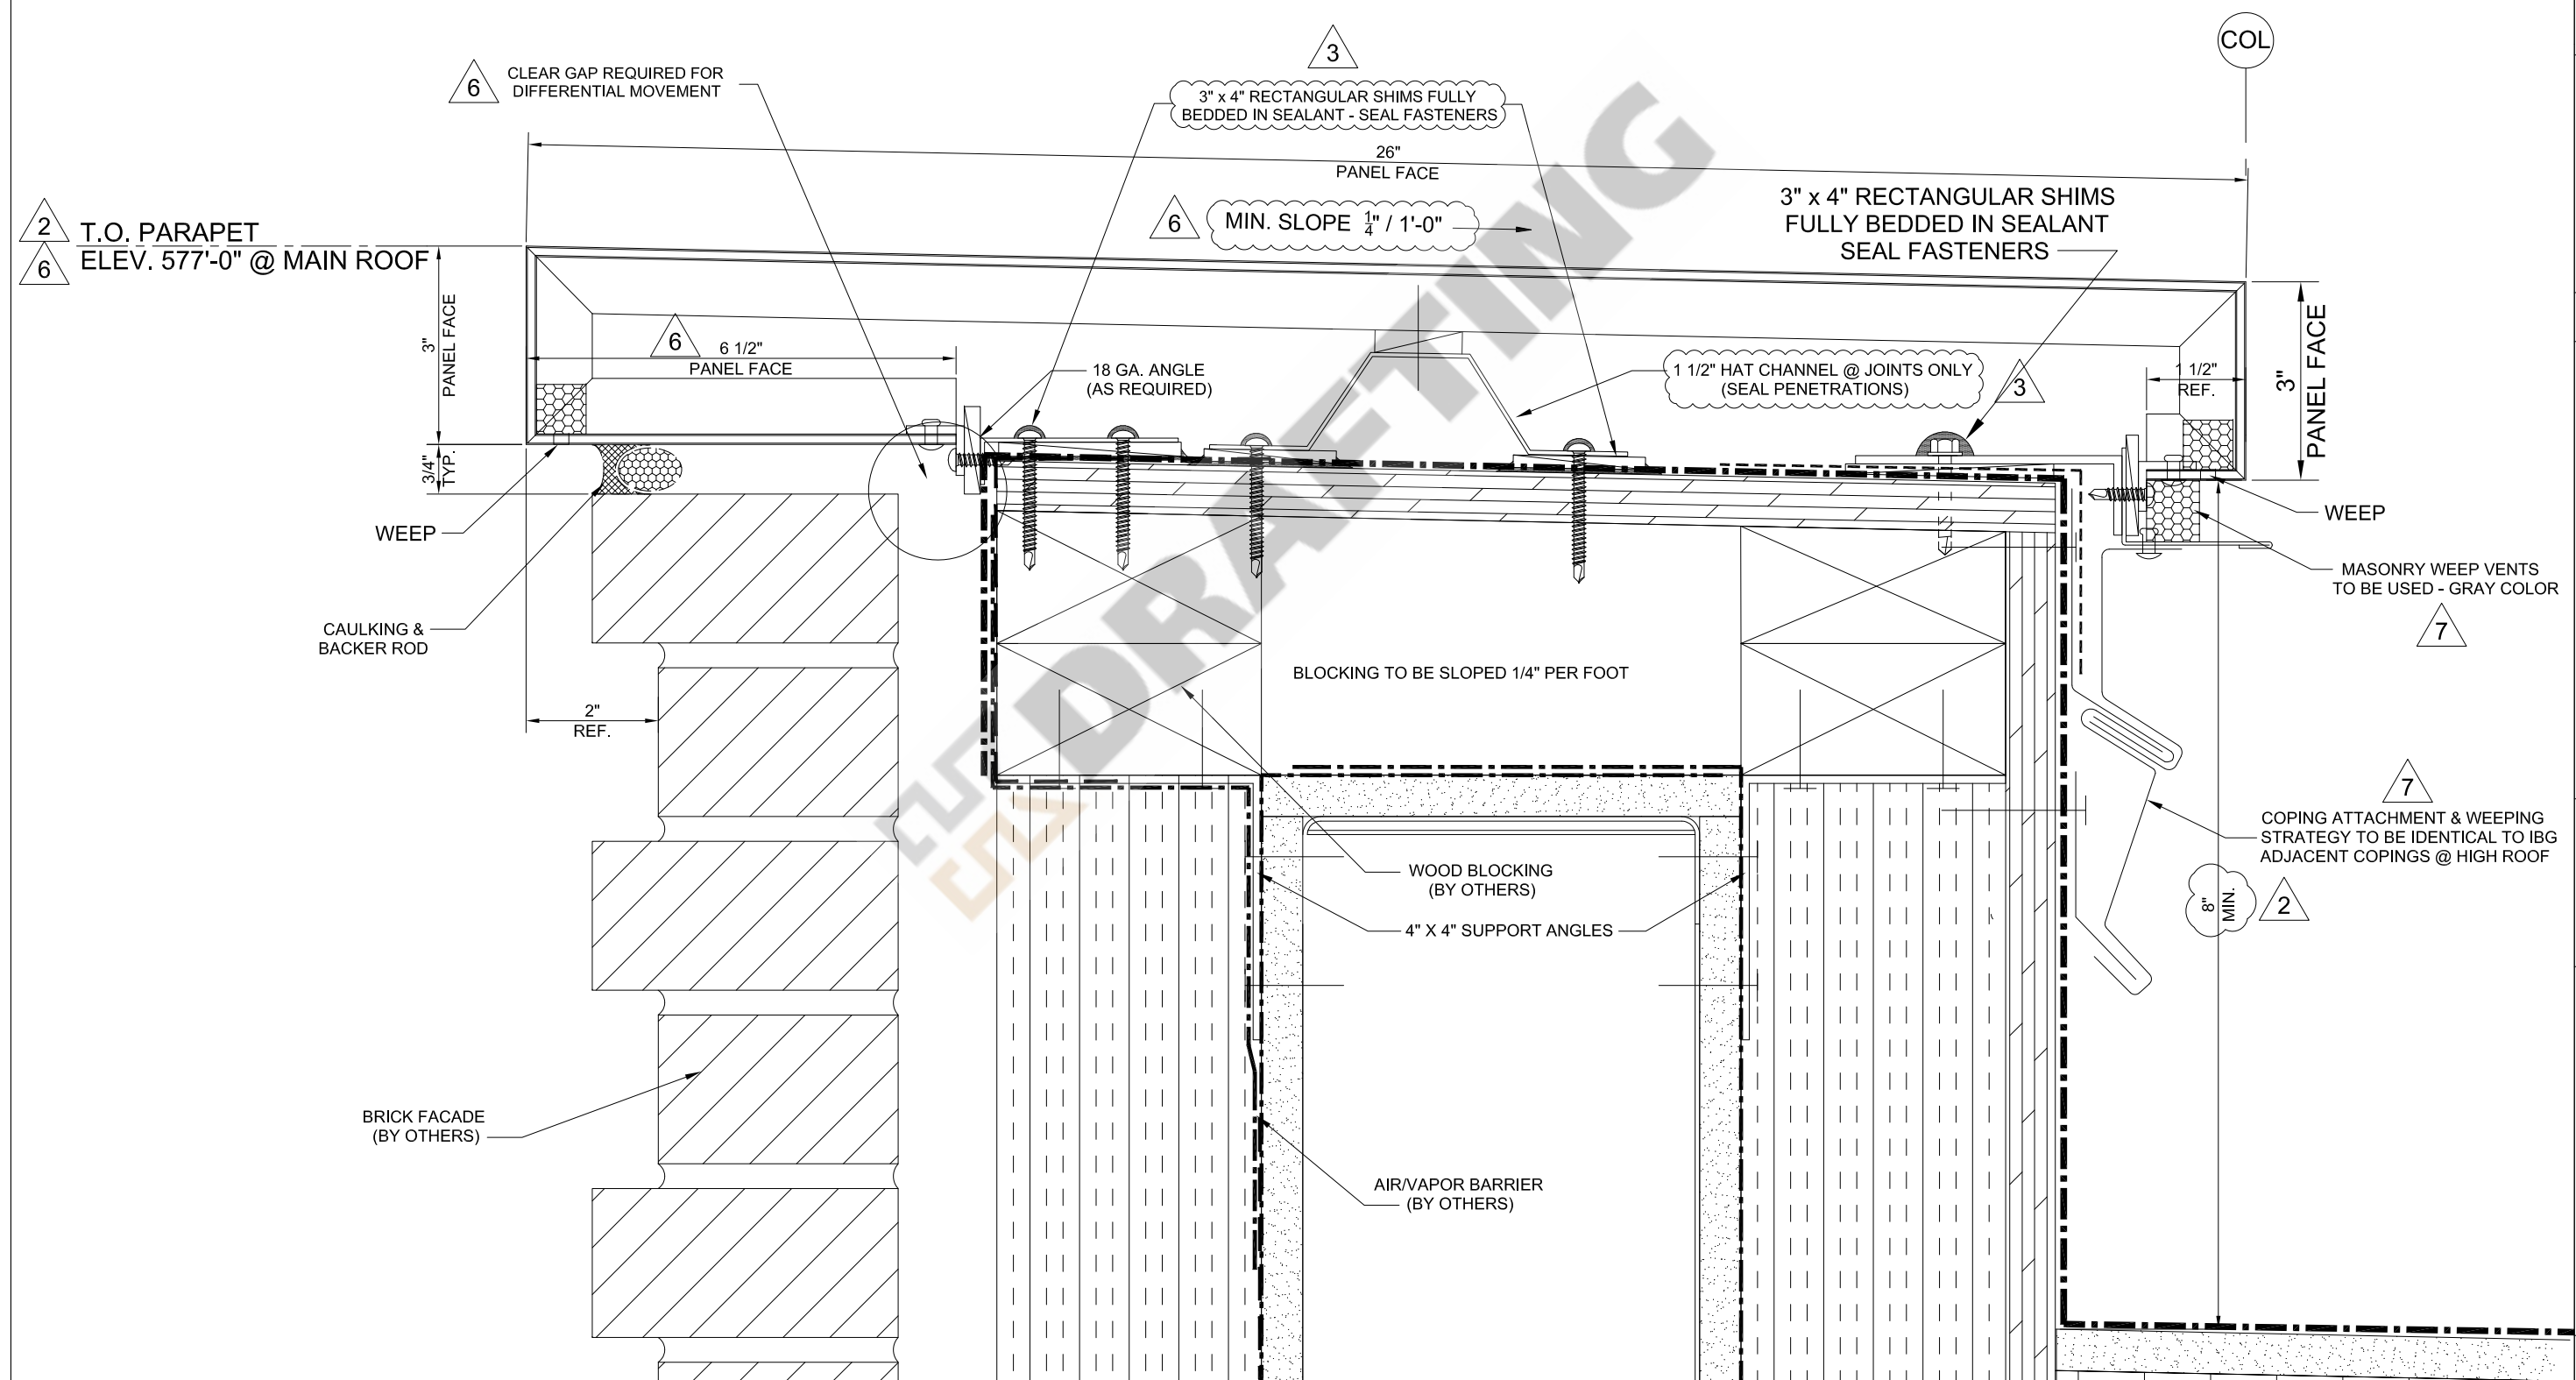 COL
3
6
CLEAR GAP REQUIRED FOR
DIFFERENTIAL MOVEMENT
3" x 4" RECTANGULAR SHIMS FULLY
BEDDED IN SEALANT - SEAL FASTENERS
26"
PANEL FACE
2
T.O. PARAPET
6
ELEV. 577'-0" @ MAIN ROOF
6
MIN. SLOPE 1/4" / 1'-0"
3" x 4" RECTANGULAR SHIMS
FULLY BEDDED IN SEALANT
SEAL FASTENERS
3"
PANEL FACE
6
6 1/2"
PANEL FACE
18 GA. ANGLE
(AS REQUIRED)
1 1/2" HAT CHANNEL @ JOINTS ONLY
(SEAL PENETRATIONS)
3
1 1/2"
REF.
3"
PANEL FACE
3/4"
TYP.
WEEP
WEEP
MASONRY WEEP VENTS
TO BE USED - GRAY COLOR
7
CAULKING &
BACKER ROD
BLOCKING TO BE SLOPED 1/4" PER FOOT
2"
REF.
DRAFTING
7
COPING ATTACHMENT & WEEPING
STRATEGY TO BE IDENTICAL TO IBG
ADJACENT COPINGS @ HIGH ROOF
8"
MIN.
2
WOOD BLOCKING
(BY OTHERS)
4" X 4" SUPPORT ANGLES
BRICK FACADE
(BY OTHERS)
AIR/VAPOR BARRIER
(BY OTHERS)